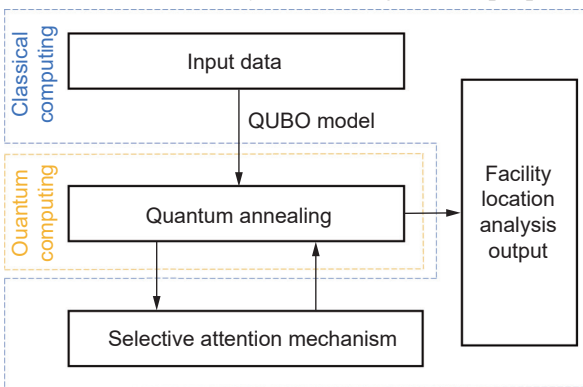 Classical
computing
Input data
QUBO model
Quantum
computing
Quantum annealing
Selective attention mechanism
Facility
location
analysis
output